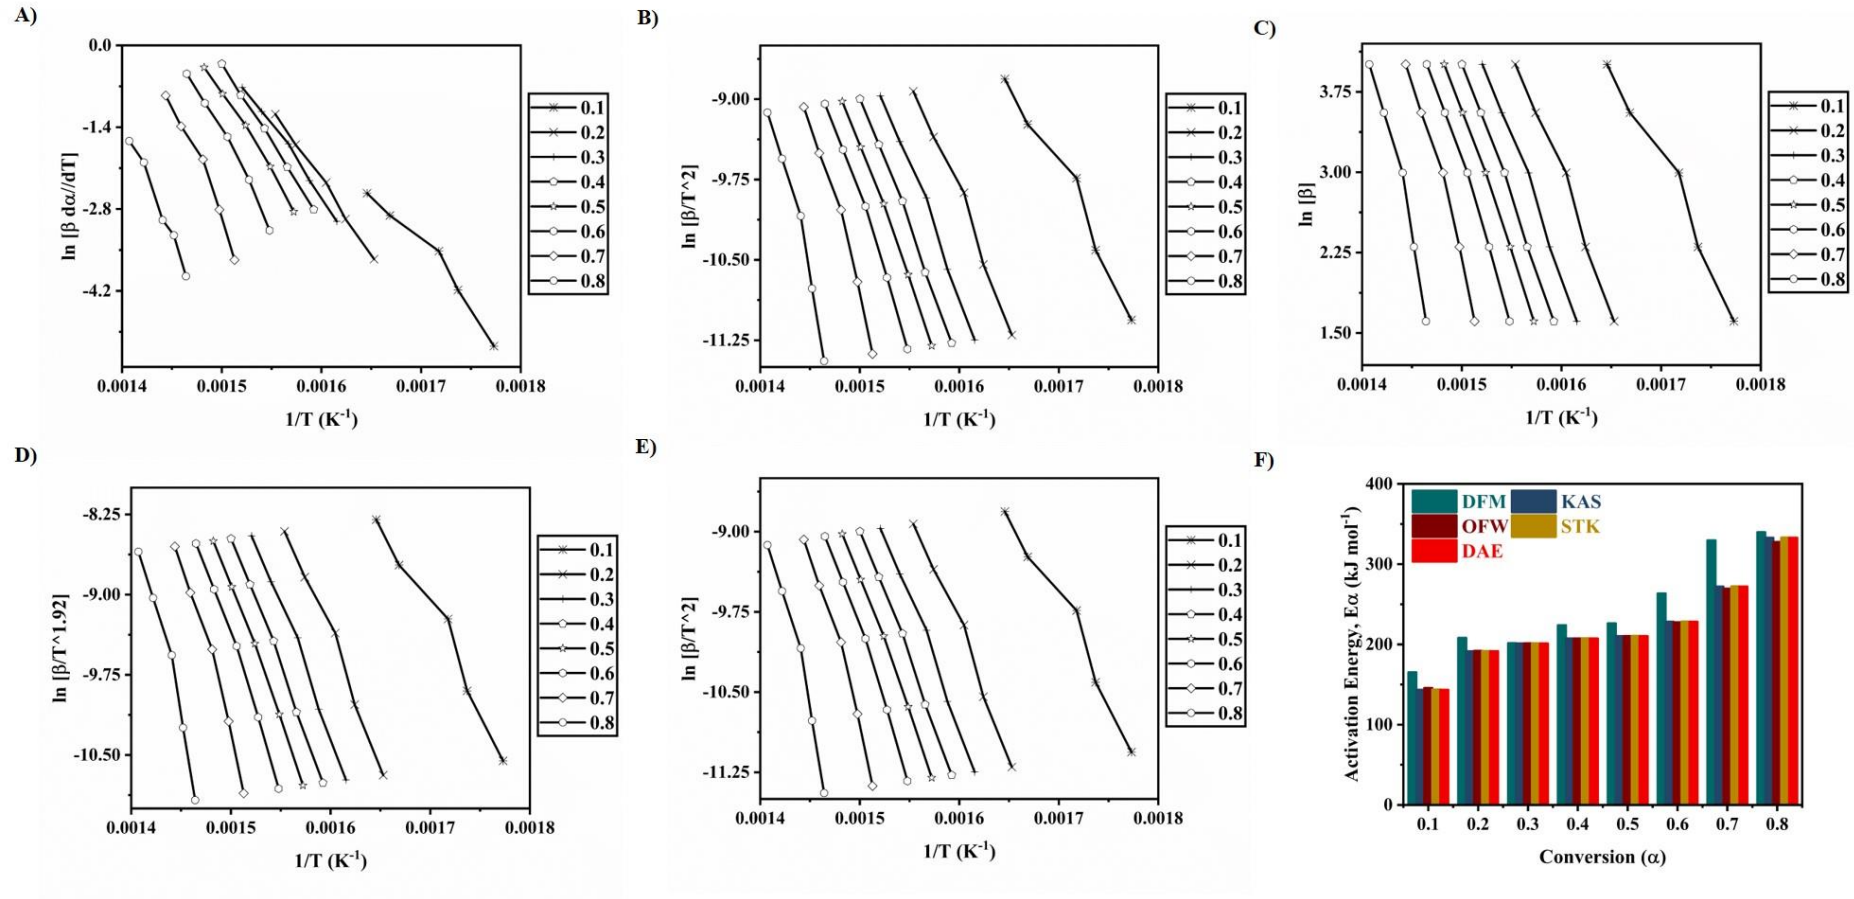 A)
ln [β dα//dT]
0.0
-1.4
-2.8
-4.2
0.0014 0.0015 0.0016 0.0017 0.0018
1/T (K-1)
0.1
0.2
0.3
0.4
0.5
0.6
0.7
0.8
B)
ln [β/T^2]
-9.00
-9.75
-10.50
-11.25
0.0014 0.0015 0.0016 0.0017 0.0018
1/T (K-1)
0.1
0.2
0.3
0.4
0.5
0.6
0.7
0.8
C)
ln [β]
3.75
3.00
2.25
1.50
0.0014 0.0015 0.0016 0.0017 0.0018
1/T (K-1)
0.1
0.2
0.3
0.4
0.5
0.6
0.7
0.8
D)
ln [β/T^1.92]
-8.25
-9.00
-9.75
-10.50
0.0014 0.0015 0.0016 0.0017 0.0018
1/T (K-1)
0.1
0.2
0.3
0.4
0.5
0.6
0.7
0.8
E)
ln [β/T^2]
-9.00
-9.75
-10.50
-11.25
0.0014 0.0015 0.0016 0.0017 0.0018
1/T (K-1)
0.1
0.2
0.3
0.4
0.5
0.6
0.7
0.8
F)
Activation Energy, Eα (kJ mol-1)
400
300
200
100
0
DFM KAS
OFW STK
DAE
0.1 0.2 0.3 0.4 0.5 0.6 0.7 0.8
Conversion (α)